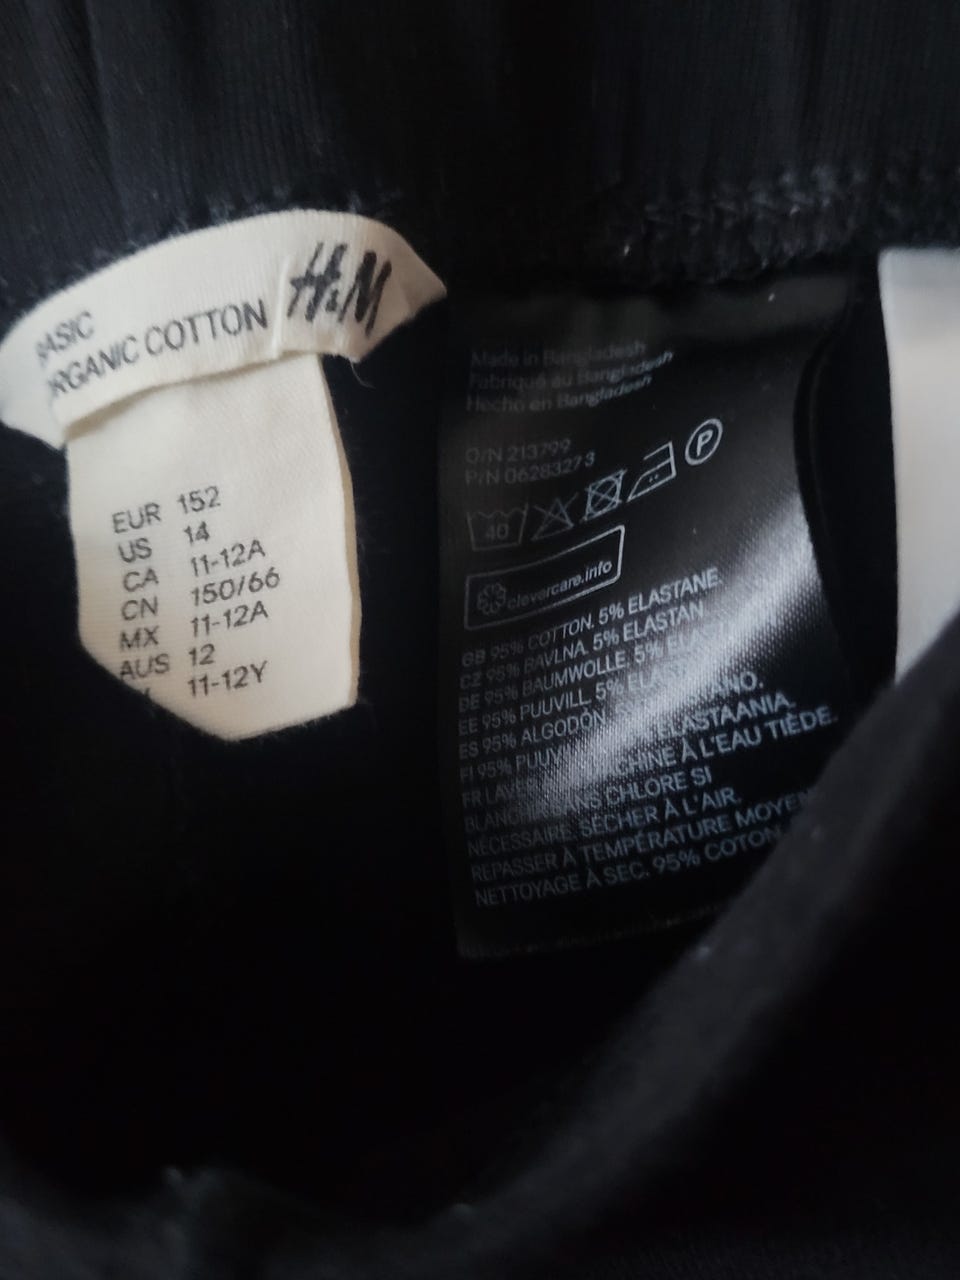 BASIC
ORGANIC COTTON
H&M
EUR 152
US 14
CA 11-12A
CN 150/66
MX 11-12A
AUS 12
11-12Y
Made in Bangladesh
Fabriqué au Bangladesh
Hecho en Bangladesh
O/N 213799
P/N 06283273
P
40
clevercare.info
GB 95% COTTON. 5% ELASTANE.
CZ 95% BAVLNA. 5% ELASTAN
DE 95% BAUMWOLLE. 5%
EE 95% PUUVILL. 5%
ES 95% ALGODÓN.
FI 95% ELASTAANIA.
FR À L'EAU TIÈDE.
CHLORE SI
NÉCESSAIRE. SÉCHER À L'AIR.
REPASSER À TEMPÉRATURE
NETTOYAGE À SEC. 95% COTON